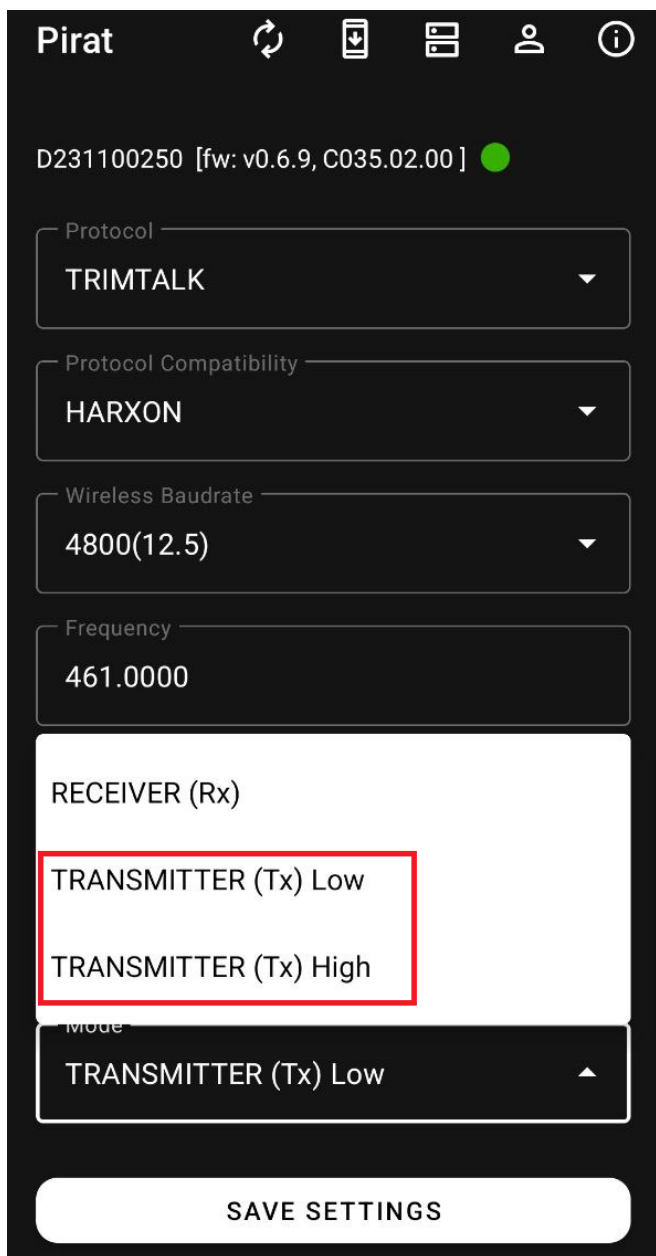 Pirat
D231100250 [fw: v0.6.9, C035.02.00 ]
Protocol
TRIMTALK
Protocol Compatibility
HARXON
Wireless Baudrate
4800(12.5)
Frequency
461.0000
RECEIVER (Rx)
TRANSMITTER (Tx) Low
TRANSMITTER (Tx) High
Mode
TRANSMITTER (Tx) Low
SAVE SETTINGS